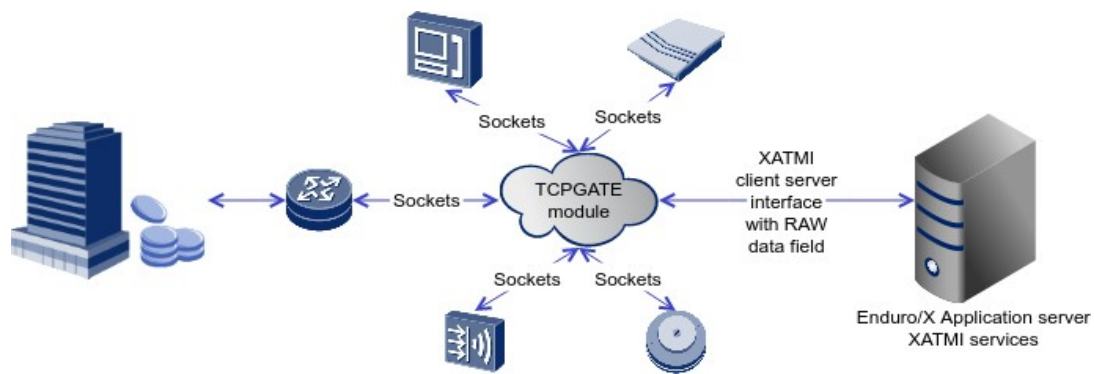 Sockets
Sockets
XATMI
client server
interface
with RAW
data field
TCPGATE
module
Sockets
Sockets
Sockets
Enduro/X Application server
XATMI services